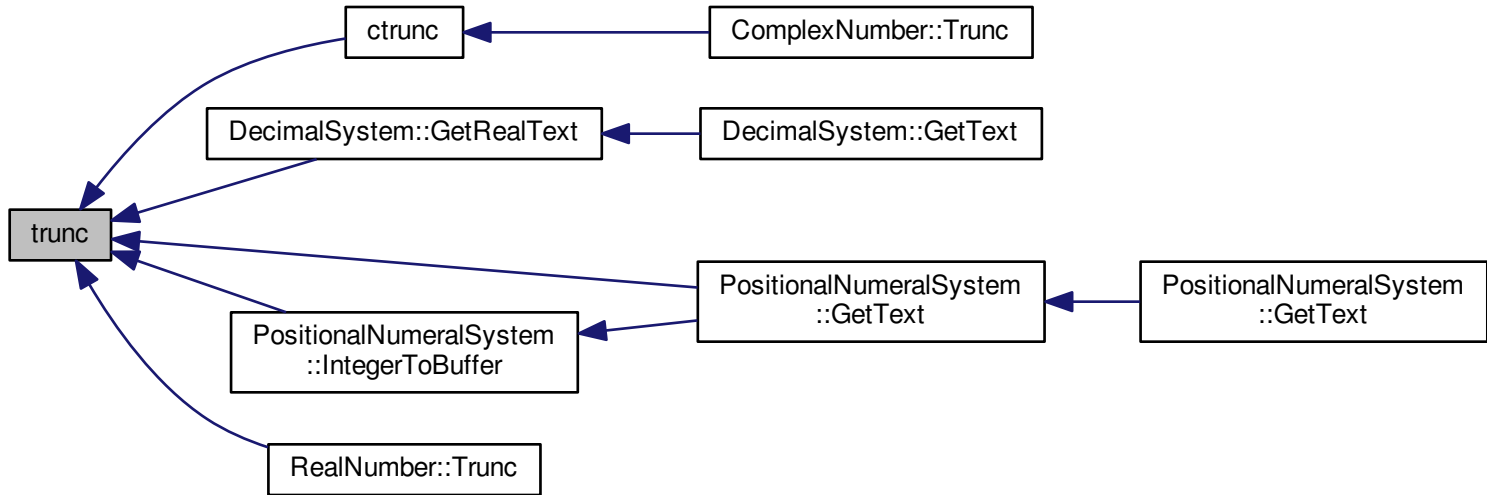 ctrunc
ComplexNumber::Trunc
DecimalSystem::GetRealText
DecimalSystem::GetText
trunc
PositionalNumeralSystem
::GetText
PositionalNumeralSystem
::GetText
PositionalNumeralSystem
::IntegerToBuffer
RealNumber::Trunc